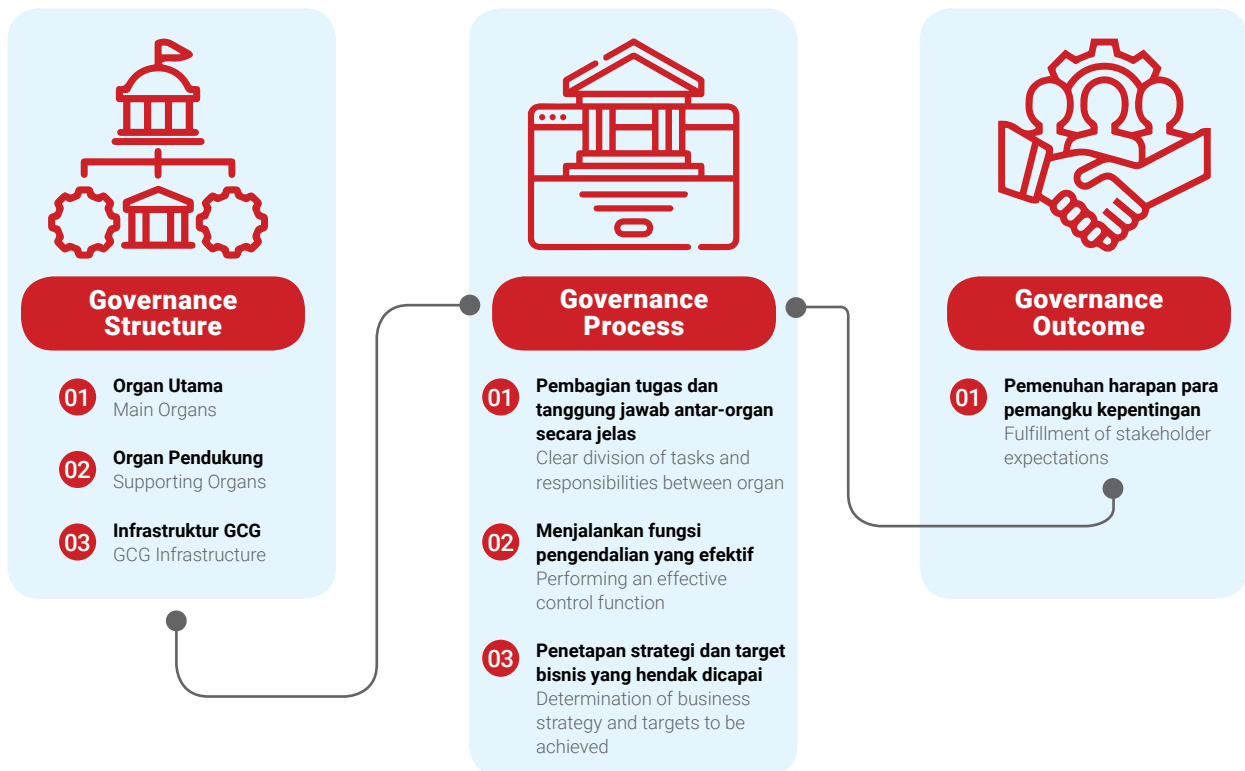 Governance
Structure
01
Organ Utama
Main Organs
02
Organ Pendukung
Supporting Organs
03
Infrastruktur GCG
GCG Infrastructure
Governance
Process
01
Pembagian tugas dan
tanggung jawab antar-organ
secara jelas
Clear division of tasks and
responsibilities between organ
02
Menjalankan fungsi
pengendalian yang efektif
Performing an effective
control function
03
Penetapan strategi dan target
bisnis yang hendak dicapai
Determination of business
strategy and targets to be
achieved
Governance
Outcome
01
Pemenuhan harapan para
pemangku kepentingan
Fulfillment of stakeholder
expectations